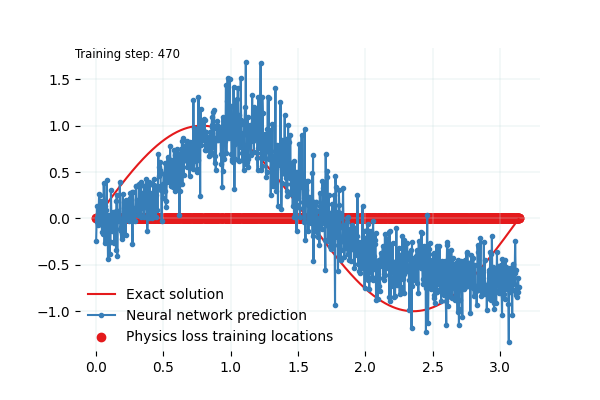 Training step: 470
1.5
1.0
0.5
0.0
−0.5
−1.0
Exact solution
Neural network prediction
Physics loss training locations
0.0 0.5 1.0 1.5 2.0 2.5 3.0